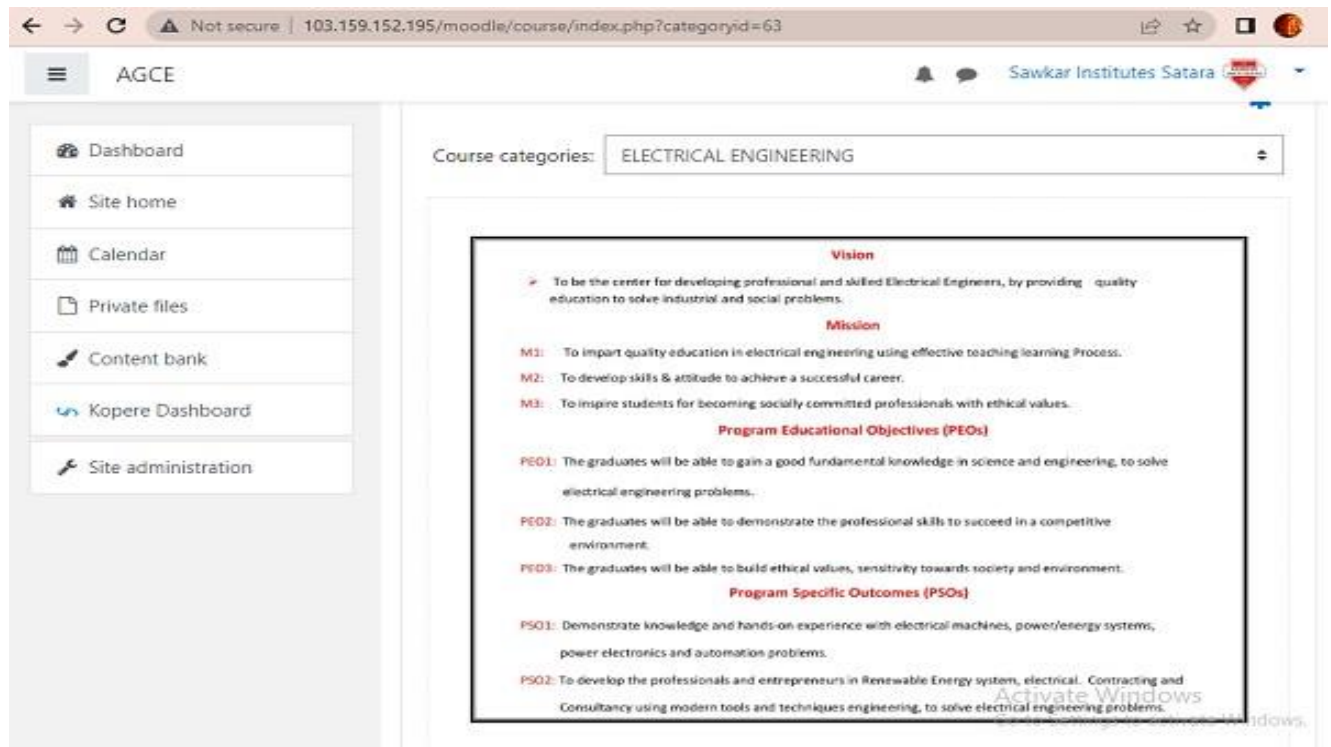 Not secure | 103.159.152.195/moodle/course/index.php?categoryid=63
AGCE
Sawkar Institutes Satara
Dashboard
Site home
Calendar
Private files
Content bank
Kopere Dashboard
Site administration
Course categories: ELECTRICAL ENGINEERING
Vision
➢ To be the center for developing professional and skilled Electrical Engineers, by providing quality
education to solve industrial and social problems.
Mission
M1: To impart quality education in electrical engineering using effective teaching learning Process.
M2: To develop skills & attitude to achieve a successful career.
M3: To inspire students for becoming socially committed professionals with ethical values.
Program Educational Objectives (PEOs)
PEO1: The graduates will be able to gain a good fundamental knowledge in science and engineering, to solve
electrical engineering problems.
PEO2: The graduates will be able to demonstrate the professional skills to succeed in a competitive
environment.
PEO3: The graduates will be able to build ethical values, sensitivity towards society and environment.
Program Specific Outcomes (PSOs)
PSO1: Demonstrate knowledge and hands-on experience with electrical machines, power/energy systems,
power electronics and automation problems.
PSO2: To develop the professionals and entrepreneurs in Renewable Energy system, electrical. Contracting and
Consultancy using modern tools and techniques engineering, to solve electrical engineering problems.
Activate Windows
Go to Settings to activate Windows.